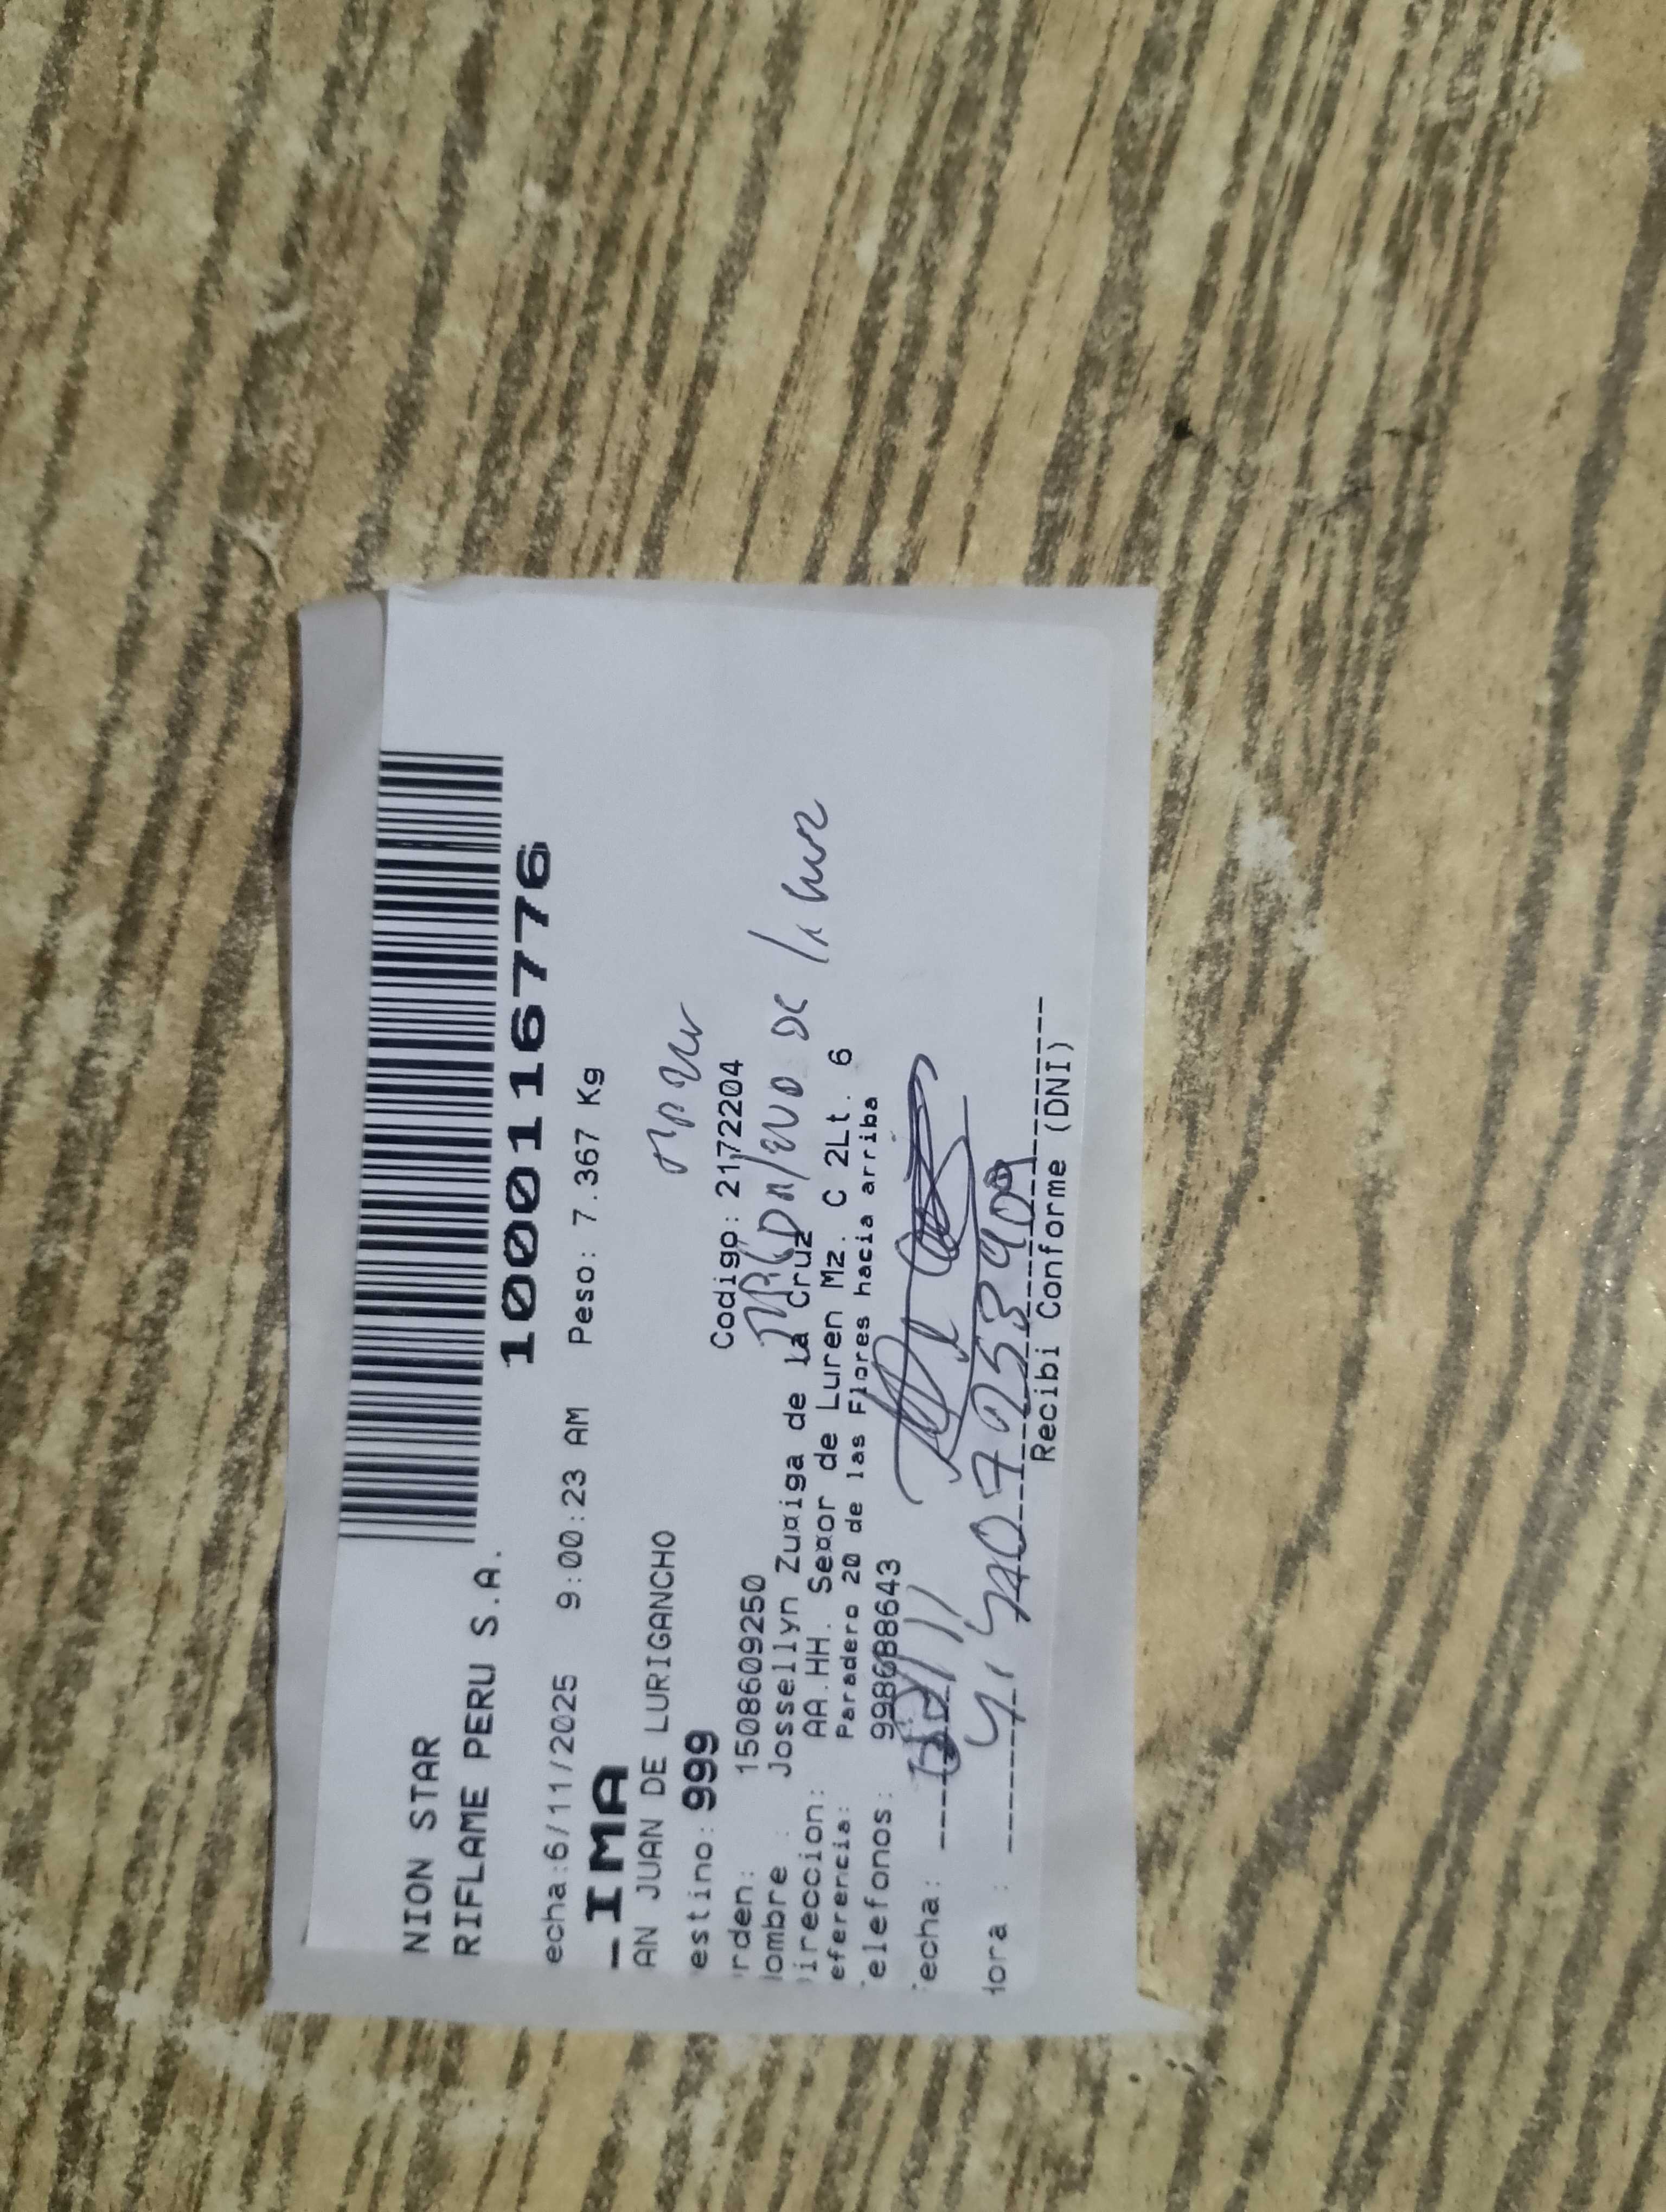 NION STAR
RIFLAME PERU S.A.
1000116776
echa:6/11/2025 9:00:23 AM Peso: 7.367 Kg
IMA
AN JUAN DE LURIGANCHO
estino: 999
rden: 1508609250 Codigo: 2172204
ombre : Jossellyn Zuñiga de la Cruz
ireccion: AA.HH. Señor de Luren Mz. C 2Lt. 6
eferencia: Paradero 20 de las Flores hacia arriba
elefonos: 998688643
echa:
ora :
Recibi Conforme (DNI)